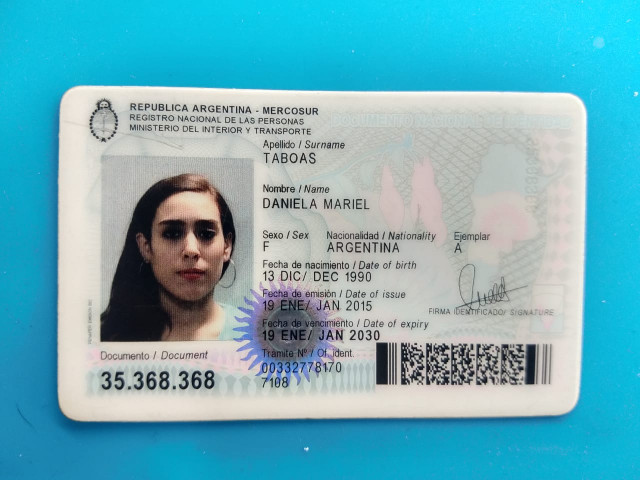 REPUBLICA ARGENTINA - MERCOSUR
REGISTRO NACIONAL DE LAS PERSONAS
MINISTERIO DEL INTERIOR Y TRANSPORTE
Apellido / Surname
TABOAS
Nombre / Name
DANIELA MARIEL
Sexo / Sex Nacionalidad / Nationality Ejemplar
F ARGENTINA A
Fecha de nacimiento / Date of birth
13 DIC/ DEC 1990
Fecha de emisión / Date of issue
19 ENE/ JAN 2015
FIRMA IDENTIFICADO/ SIGNATURE
Fecha de vencimiento / Date of expiry
19 ENE/ JAN 2030
Documento / Document
35.368.368
Trámite Nº / Of. ident.
00332778170
7108